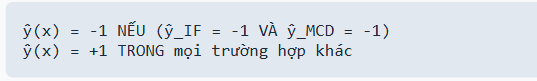 ŷ(x) = -1 NẾU (ŷ_IF = -1 VÀ ŷ_MCD = -1)
ŷ(x) = +1 TRONG mọi trường hợp khác